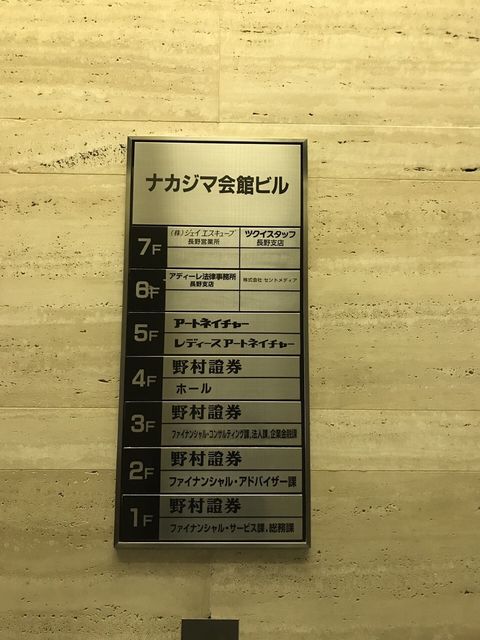 ナカジマ会館ビル
7F
(株)ジェイ エスキューブ
長野営業所
ツクイスタッフ
長野支店
6F
アディーレ法律事務所
長野支店
株式会社 セントメディア
5F
アートネイチャー
レディースアートネイチャー
4F
野村證券
ホール
3F
野村證券
ファイナンシャル・コンサルティング課、法人課、企業金融課
2F
野村證券
ファイナンシャル・アドバイザー課
1F
野村證券
ファイナンシャル・サービス課、総務課